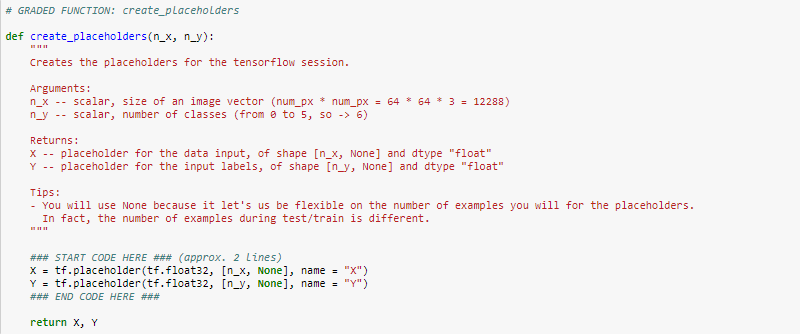 # GRADED FUNCTION: create_placeholders
def create_placeholders(n_x, n_y):
"""
Creates the placeholders for the tensorflow session.
Arguments:
n_x -- scalar, size of an image vector (num_px * num_px = 64 * 64 * 3 = 12288)
n_y -- scalar, number of classes (from 0 to 5, so -> 6)
Returns:
X -- placeholder for the data input, of shape [n_x, None] and dtype "float"
Y -- placeholder for the input labels, of shape [n_y, None] and dtype "float"
Tips:
- You will use None because it let's us be flexible on the number of examples you will for the placeholders.
In fact, the number of examples during test/train is different.
"""
### START CODE HERE ### (approx. 2 lines)
X = tf.placeholder(tf.float32, [n_x, None], name = "X")
Y = tf.placeholder(tf.float32, [n_y, None], name = "Y")
### END CODE HERE ###
return X, Y